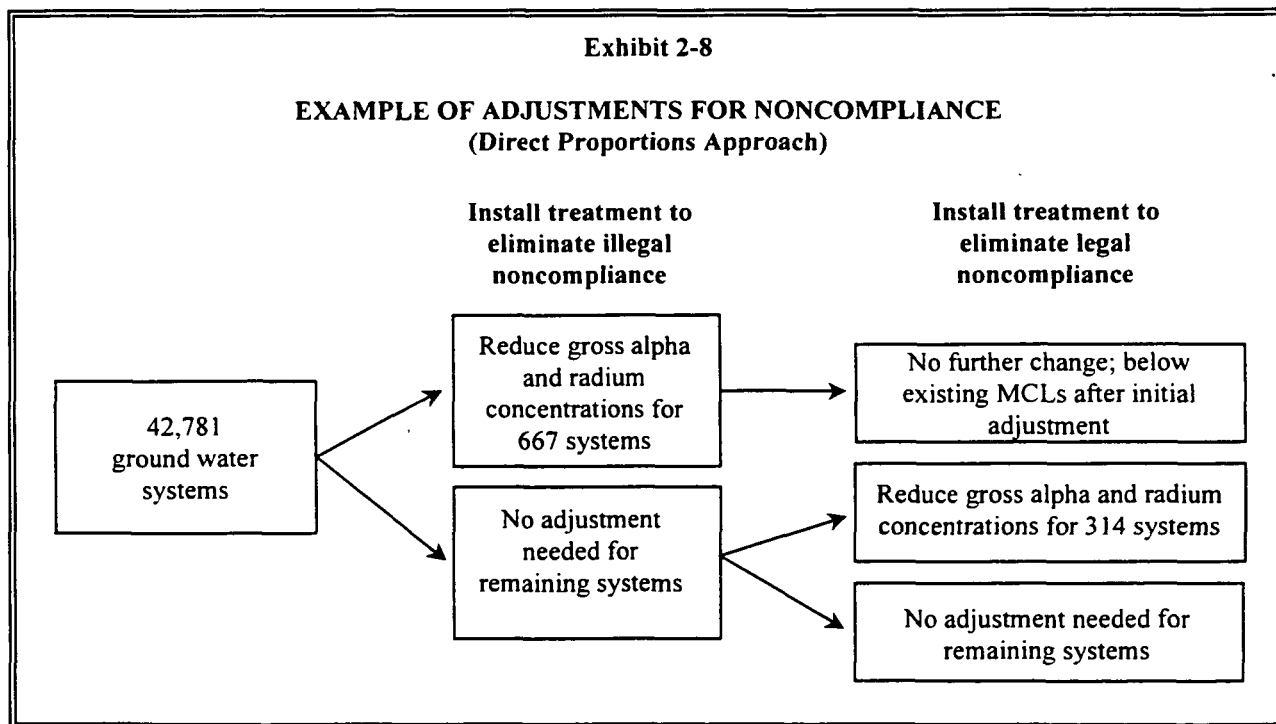 Exhibit 2-8
EXAMPLE OF ADJUSTMENTS FOR NONCOMPLIANCE
(Direct Proportions Approach)
Install treatment to
eliminate illegal
noncompliance
Install treatment to
eliminate legal
noncompliance
42,781
ground water
systems
Reduce gross alpha
and radium
concentrations for
667 systems
No adjustment
needed for
remaining systems
No further change; below
existing MCLs after initial
adjustment
Reduce gross alpha and radium
concentrations for 314 systems
No adjustment needed for
remaining systems